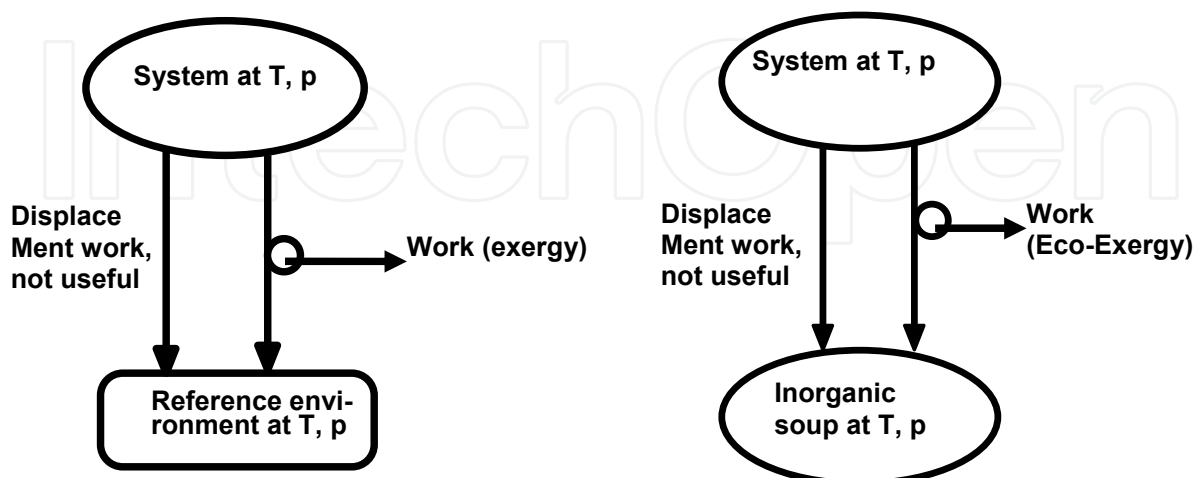 IntechOpen
System at T, p
Displace
Ment work,
not useful
Work (exergy)
Reference envi-
ronment at T, p
System at T, p
Displace
Ment work,
not useful
Work
(Eco-Exergy)
Inorganic
soup at T, p